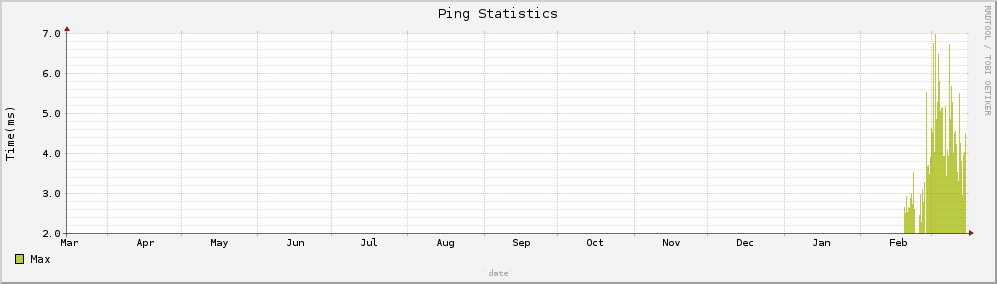 Ping Statistics
RRDTOOL / TOBI OETIKER
Time(ms)
7.0
6.0
5.0
4.0
3.0
2.0
Mar Apr May Jun Jul Aug Sep Oct Nov Dec Jan Feb
Max
`date`